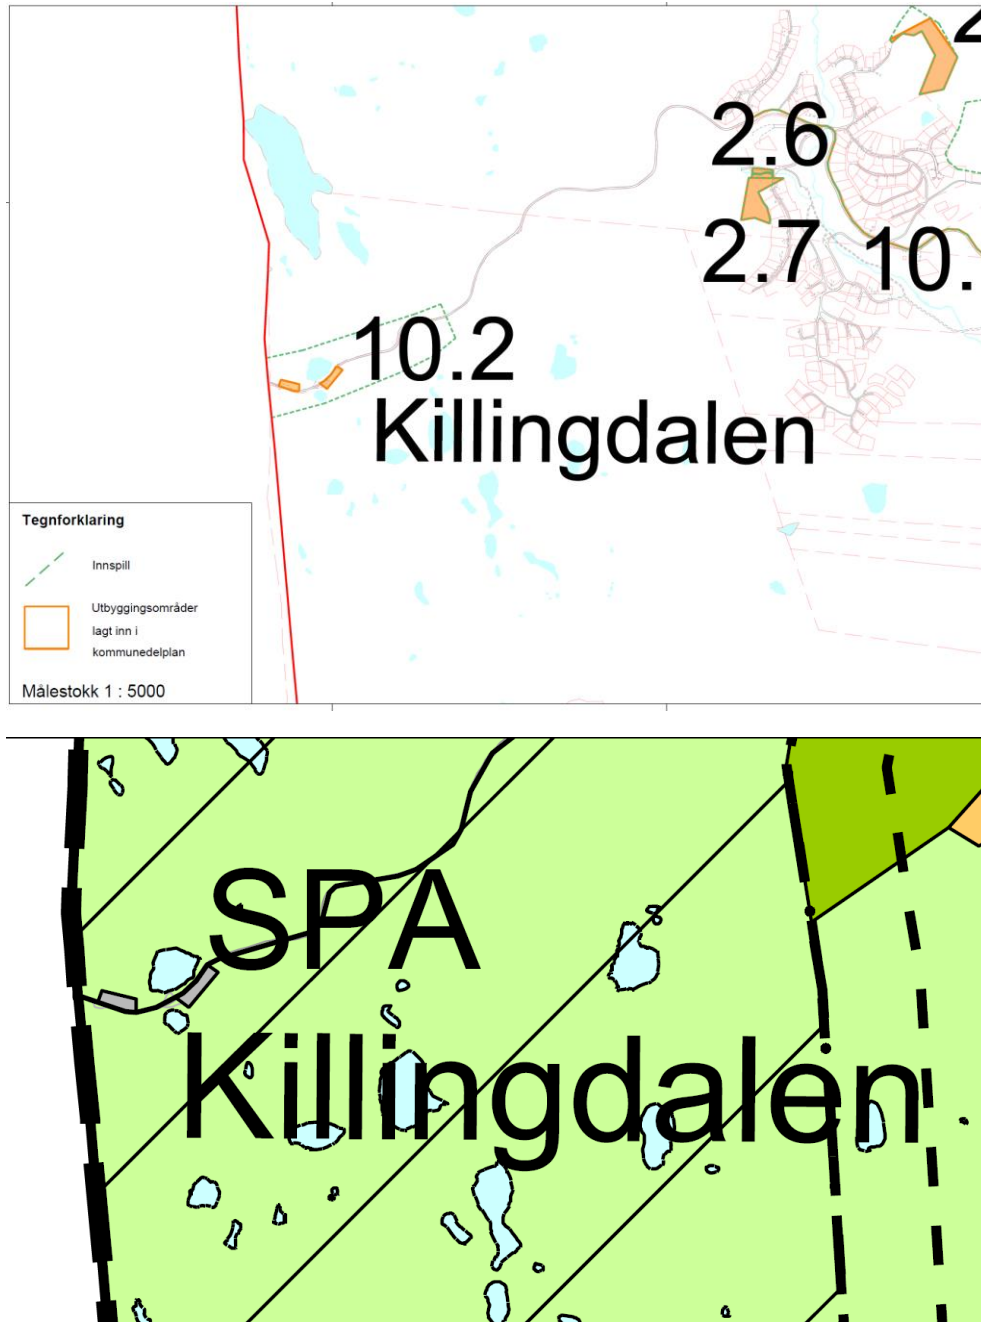 2.6
2.7
10.
10.2
Killingdalen
Tegnforklaring
Innspill
Utbyggingsområder
lagt inn i
kommunedelplan
Målestokk 1 : 5000
SPA
Killingdalen